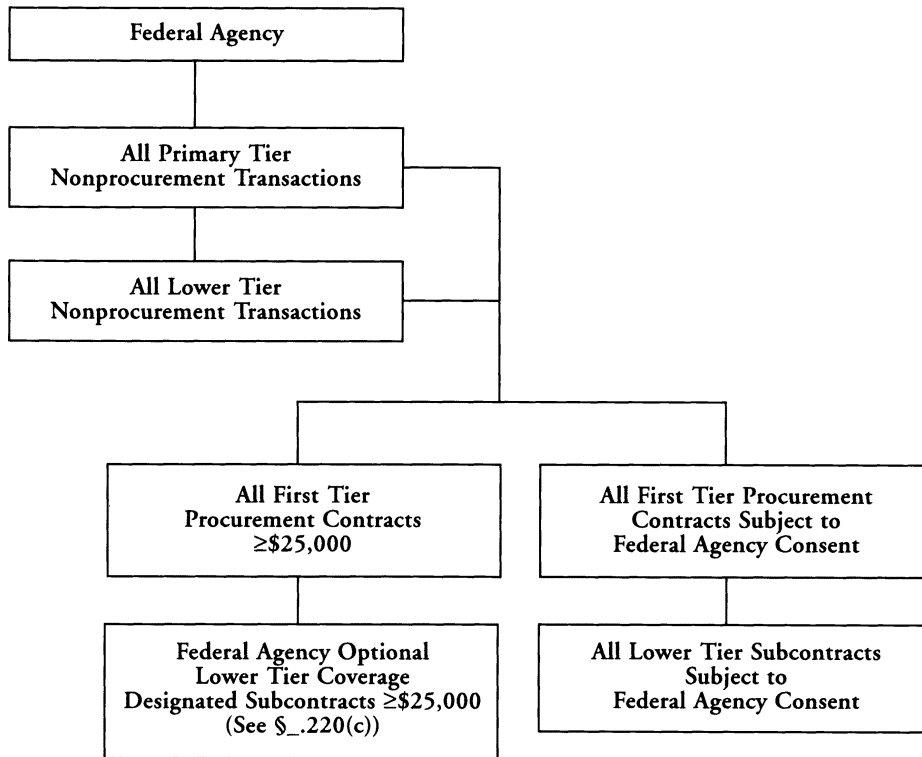 Federal Agency
All Primary Tier
Nonprocurement Transactions
All Lower Tier
Nonprocurement Transactions
All First Tier
Procurement Contracts
≥$25,000
All First Tier Procurement
Contracts Subject to
Federal Agency Consent
Federal Agency Optional
Lower Tier Coverage
Designated Subcontracts ≥$25,000
(See §_.220(c))
All Lower Tier Subcontracts
Subject to
Federal Agency Consent